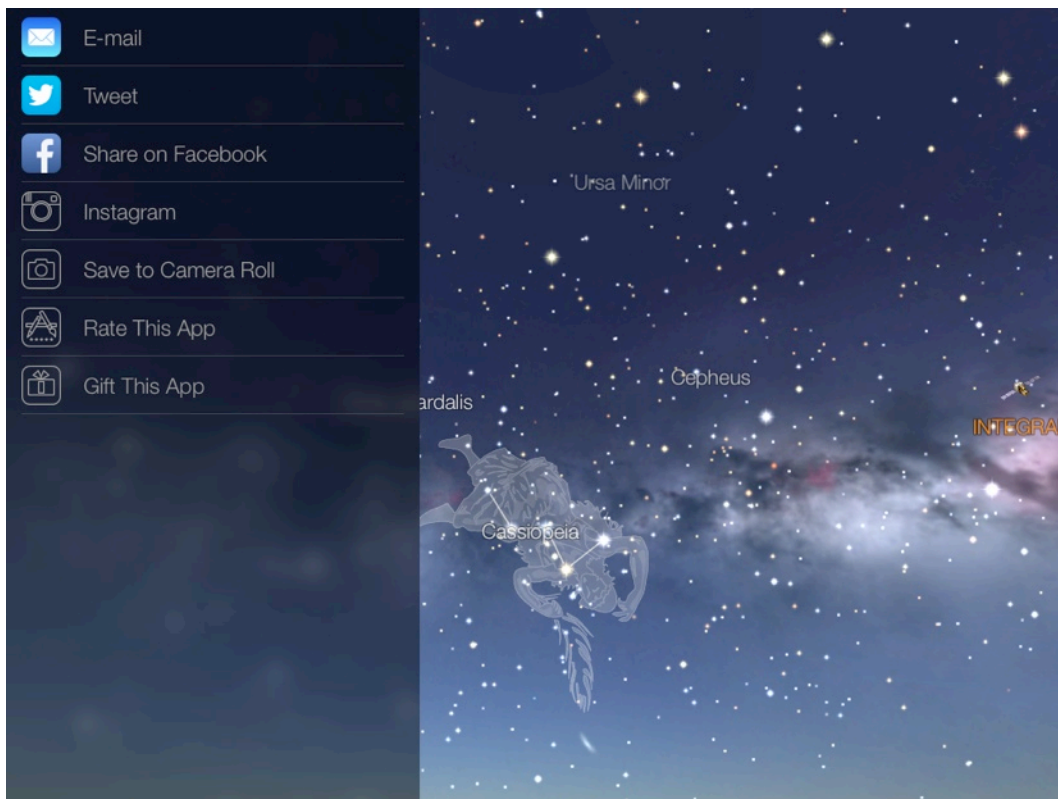 E-mail
Tweet
Share on Facebook
Instagram
Save to Camera Roll
Rate This App
Gift This App
Ursa Minor
Cepheus
ardalis
INTEGRA
Cassiopeia